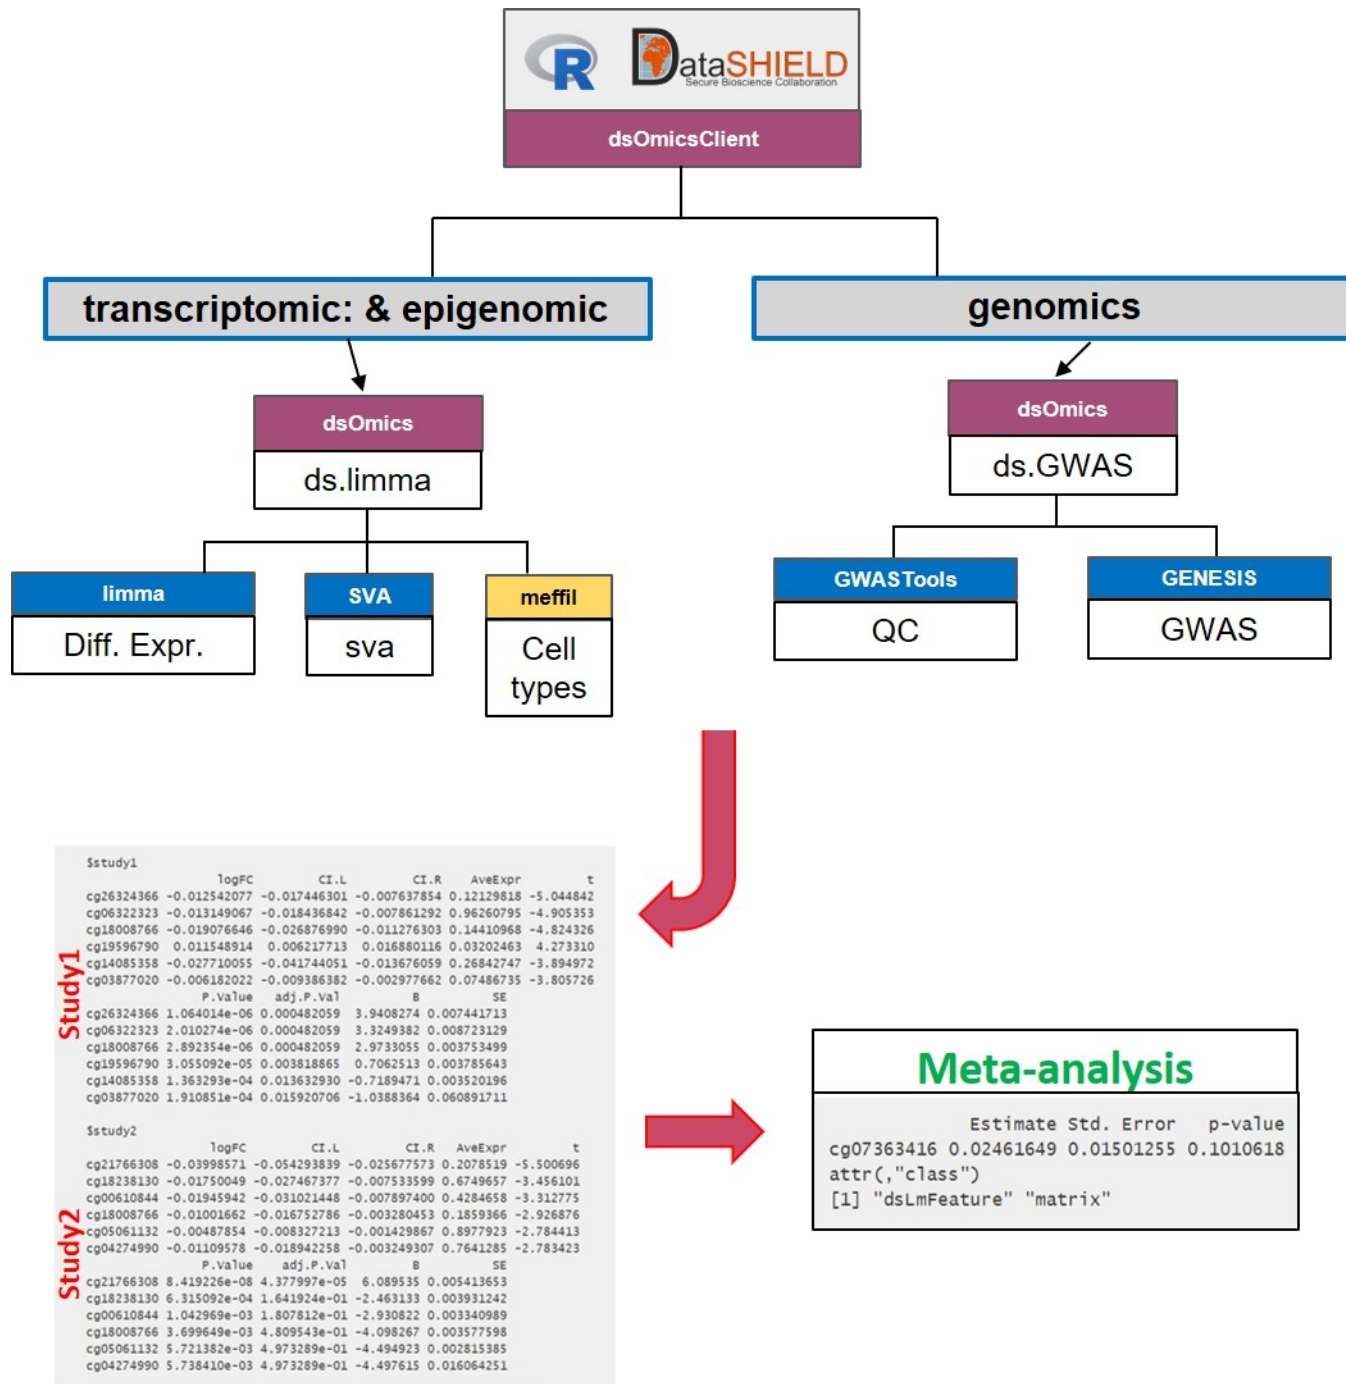 R DataSHIELD
Secure Bioscience Collaboration
dsOmicsClient
transcriptomic: & epigenomic
genomics
dsOmics
ds.limma
dsOmics
ds.GWAS
limma
Diff. Expr.
SVA
sva
meffil
Cell
types
GWASTools
QC
GENESIS
GWAS
Study1
$study1
logFC CI.L CI.R AveExpr t
cg26324366 -0.012542077 -0.017446301 -0.007637854 0.12129818 -5.044842
cg06322323 -0.013149067 -0.018436842 -0.007861292 0.96260795 -4.905353
cg18008766 -0.019076646 -0.026876990 -0.011276303 0.14410968 -4.824326
cg19596790 0.011548914 0.006217713 0.016880116 0.03202463 4.273310
cg14085358 -0.027710055 -0.041744051 -0.013676059 0.26842747 -3.894972
cg03877020 -0.006182022 -0.009386382 -0.002977662 0.07486735 -3.805726
P.Value adj.P.Val B SE
cg26324366 1.064014e-06 0.000482059 3.9408274 0.007441713
cg06322323 2.010274e-06 0.000482059 3.3249382 0.008723129
cg18008766 2.892354e-06 0.000482059 2.9733055 0.003753499
cg19596790 3.055092e-05 0.003818865 0.7062513 0.003785643
cg14085358 1.363293e-04 0.013632930 -0.7189471 0.003520196
cg03877020 1.910851e-04 0.015920706 -1.0388364 0.060891711
Study2
$study2
logFC CI.L CI.R AveExpr t
cg21766308 -0.03998571 -0.054293839 -0.025677573 0.2078519 -5.500696
cg18238130 -0.01750049 -0.027467377 -0.007533599 0.6749657 -3.456101
cg00610844 -0.01945942 -0.031021448 -0.007897400 0.4284658 -3.312775
cg18008766 -0.01001662 -0.016752786 -0.003280453 0.1859366 -2.926876
cg05061132 -0.00487854 -0.008327213 -0.001429867 0.8977923 -2.784413
cg04274990 -0.01109578 -0.018942258 -0.003249307 0.7641285 -2.783423
P.Value adj.P.Val B SE
cg21766308 8.419226e-08 4.377997e-05 6.089535 0.005413653
cg18238130 6.315092e-04 1.641924e-01 -2.463133 0.003931242
cg00610844 1.042969e-03 1.807812e-01 -2.930822 0.003340989
cg18008766 3.699649e-03 4.809543e-01 -4.098267 0.003577598
cg05061132 5.721382e-03 4.973289e-01 -4.494923 0.002815385
cg04274990 5.738410e-03 4.973289e-01 -4.497615 0.016064251
Meta-analysis
Estimate Std. Error p-value
cg07363416 0.02461649 0.01501255 0.1010618
attr(,"class")
[1] "dsLmFeature" "matrix"